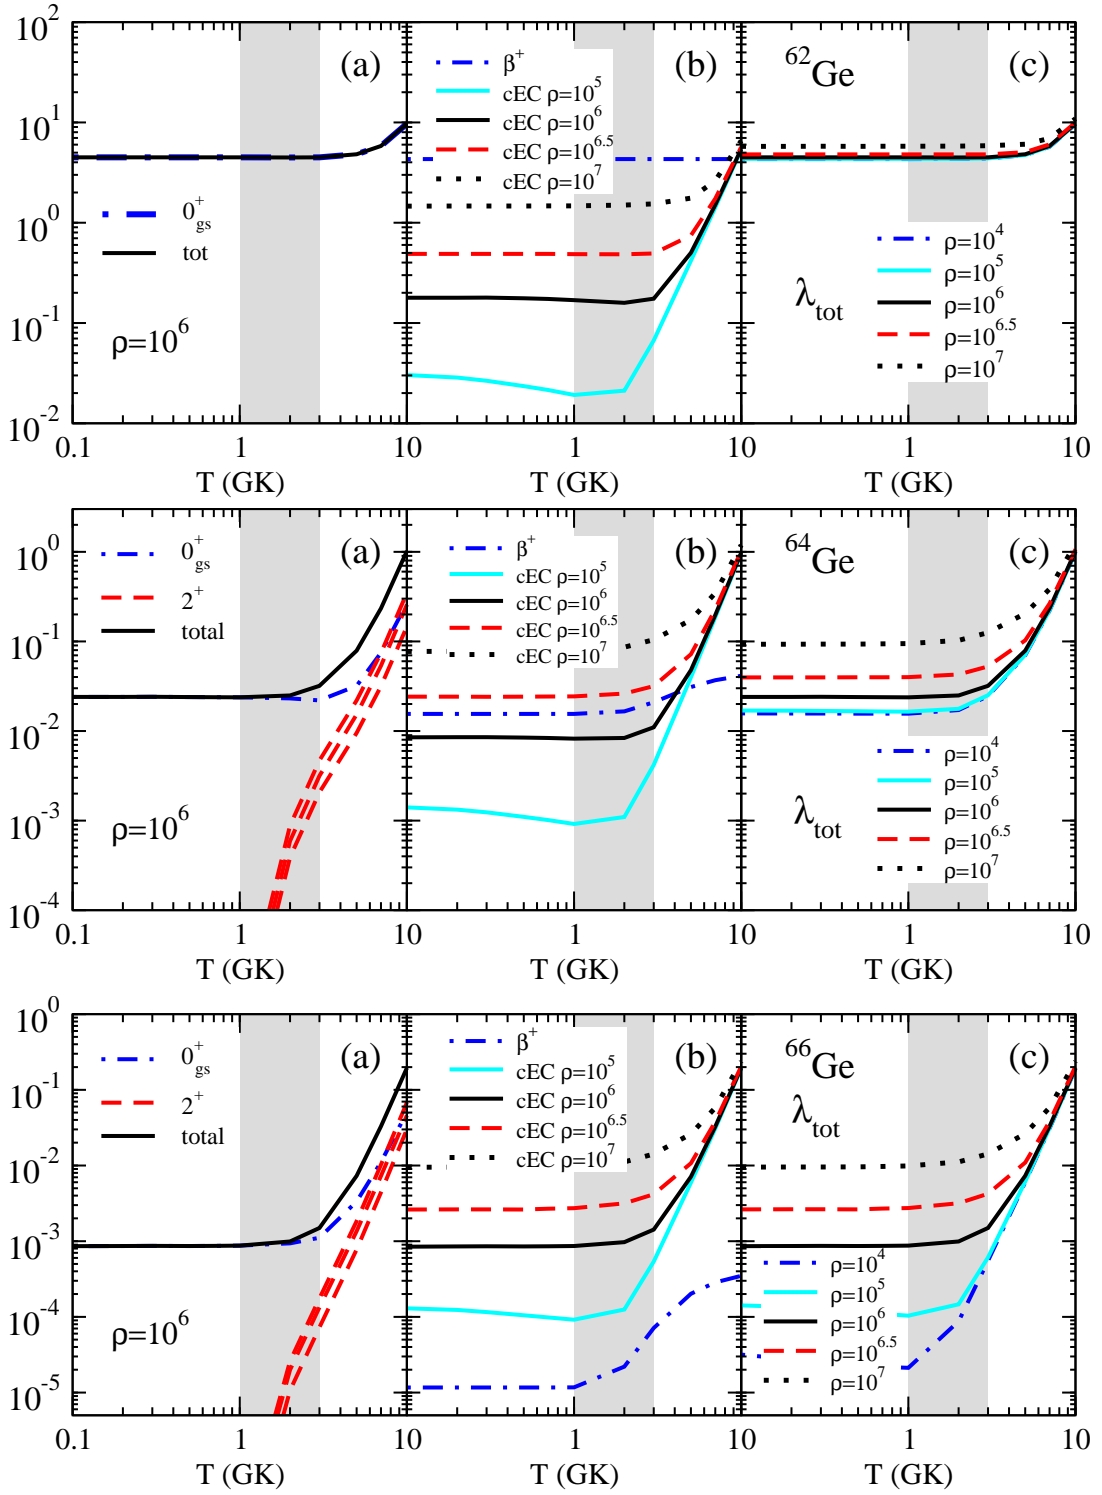 10^2
10^1
10^0
10^-1
10^-2
(a)
0^+_gs
tot
ρ=10^6
(b)
β^+
cEC ρ=10^5
cEC ρ=10^6
cEC ρ=10^6.5
cEC ρ=10^7
^62Ge
(c)
ρ=10^4
ρ=10^5
ρ=10^6
ρ=10^6.5
ρ=10^7
λ_tot
0.1 1 10 1 10 1 10
T (GK) T (GK) T (GK)
10^0
10^-1
10^-2
10^-3
10^-4
(a)
0^+_gs
2^+
total
ρ=10^6
(b)
β^+
cEC ρ=10^5
cEC ρ=10^6
cEC ρ=10^6.5
cEC ρ=10^7
^64Ge
(c)
ρ=10^4
ρ=10^5
ρ=10^6
ρ=10^6.5
ρ=10^7
λ_tot
0.1 1 10 1 10 1 10
T (GK) T (GK) T (GK)
10^0
10^-1
10^-2
10^-3
10^-4
10^-5
(a)
0^+_gs
2^+
total
ρ=10^6
(b)
β^+
cEC ρ=10^5
cEC ρ=10^6
cEC ρ=10^6.5
cEC ρ=10^7
^66Ge
(c)
λ_tot
ρ=10^4
ρ=10^5
ρ=10^6
ρ=10^6.5
ρ=10^7
0.1 1 10 1 10 1 10
T (GK) T (GK) T (GK)